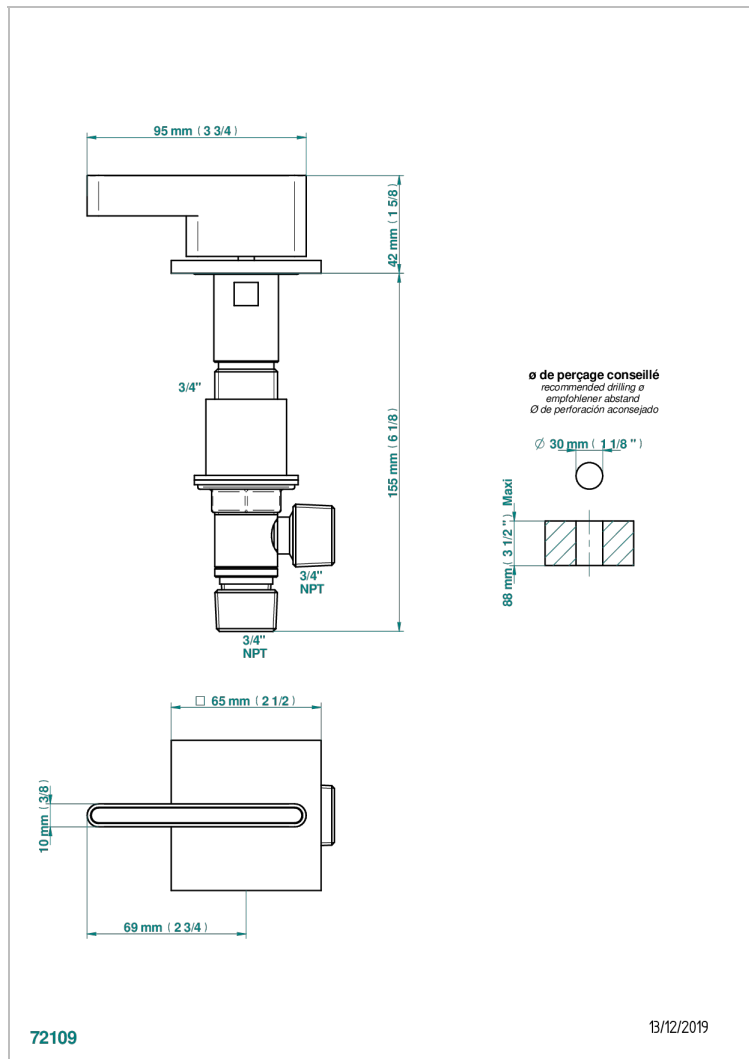 95 mm ( 3 3/4 )
42 mm ( 1 5/8 )
3/4"
155 mm ( 6 1/8 )
3/4"
NPT
3/4"
NPT
ø de perçage conseillé
recommended drilling ø
empfohlener abstand
Ø de perforación aconsejado
∅ 30 mm ( 1 1/8 " )
88 mm ( 3 1/2 " ) Maxi
□ 65 mm ( 2 1/2 )
10 mm ( 3/8 )
69 mm ( 2 3/4 )
72109
13/12/2019